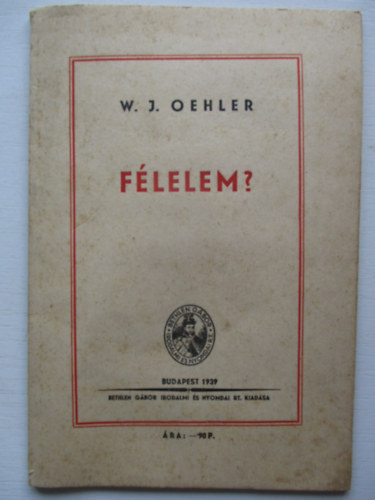 W. J. OEHLER
FÉLELEM?
BUDAPEST 1939
BETHLEN GÁBOR IRODALMI ÉS NYOMDAI RT. KIADÁSA
ÁRA: —90 P.